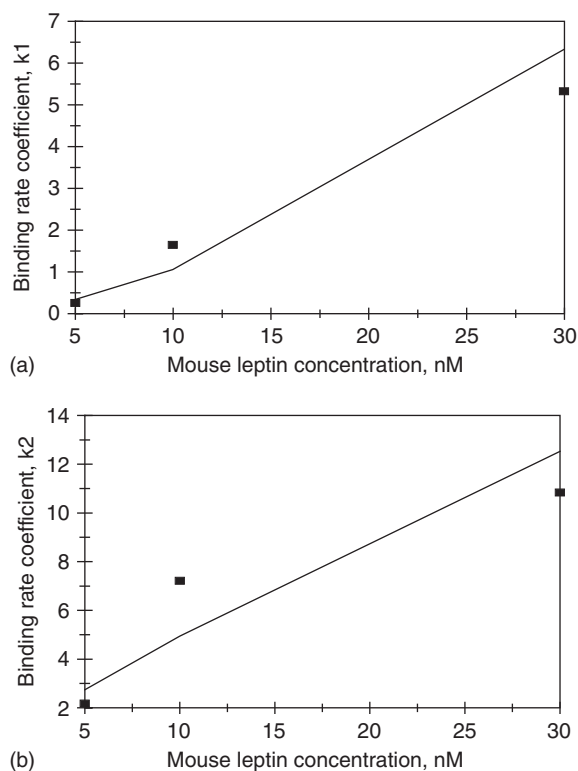 7
6
5
4
3
2
1
0
Binding rate coefficient, k1
5 10 15 20 25 30
(a) Mouse leptin concentration, nM
14
12
10
8
6
4
2
Binding rate coefficient, k2
5 10 15 20 25 30
(b) Mouse leptin concentration, nM